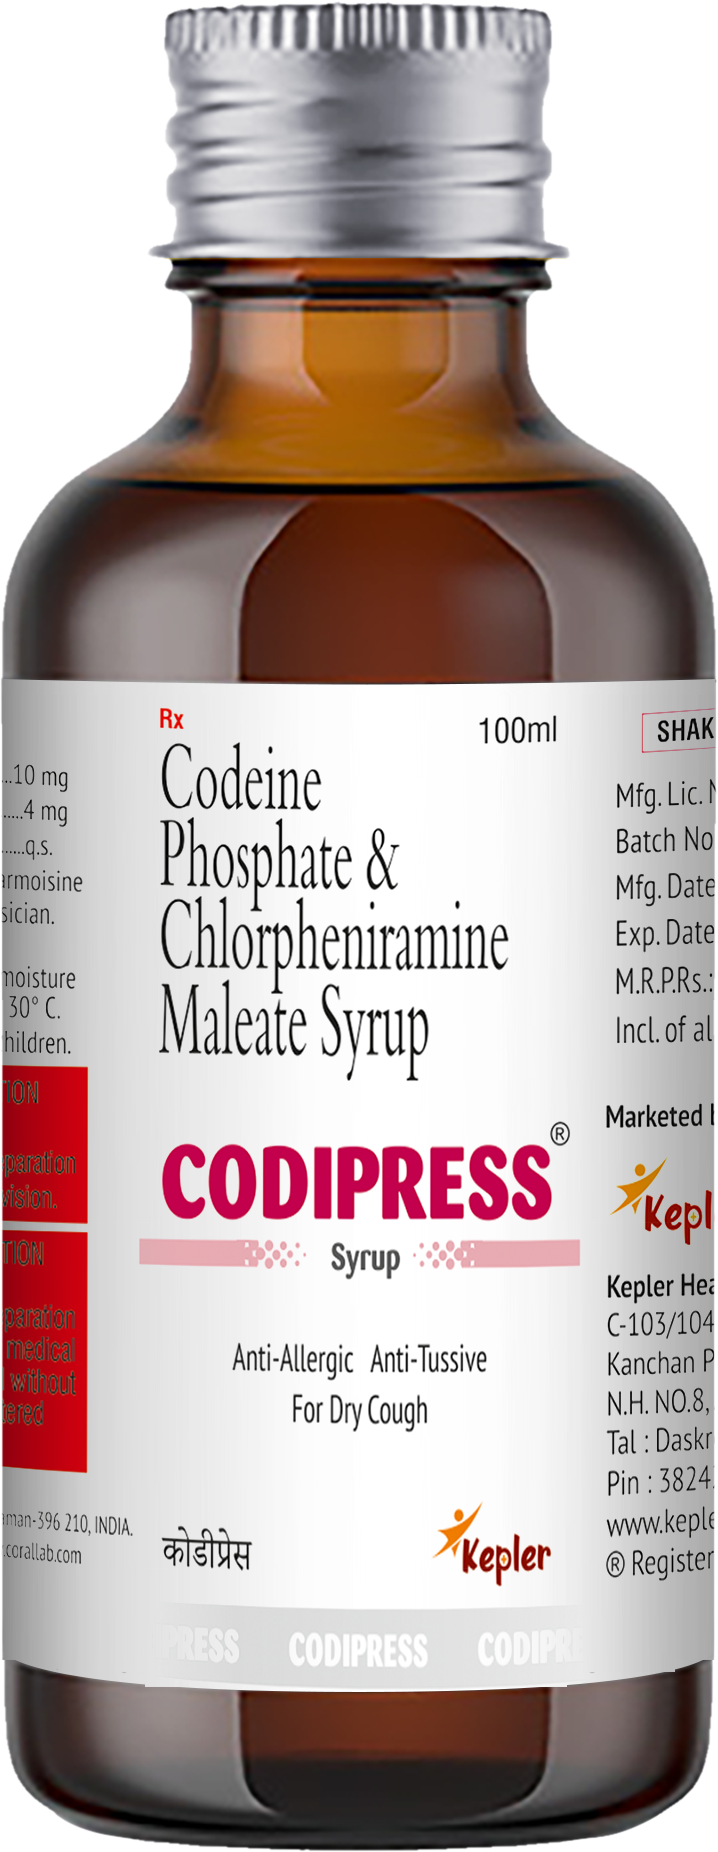 Rx
100ml
Codeine
Phosphate &
Chlorpheniramine
Maleate Syrup
CODIPRESS®
Syrup
Anti-Allergic Anti-Tussive
For Dry Cough
कोडीप्रेस
Kepler
PRESS CODIPRESS CODIPRE
...10 mg
.....4 mg
......q.s.
armoisine
sician.
moisture
30° C.
hildren.
TION
paration
vision.
TION
paration
medical
without
tered
aman-396 210, INDIA.
.corallab.com
SHAK
Mfg. Lic. N
Batch No
Mfg. Date
Exp. Date
M.R.P.Rs.:
Incl. of al
Marketed b
Kepl
Kepler Hea
C-103/104
Kanchan P
N.H. NO.8,
Tal : Daskr
Pin : 3824
www.keple
® Register